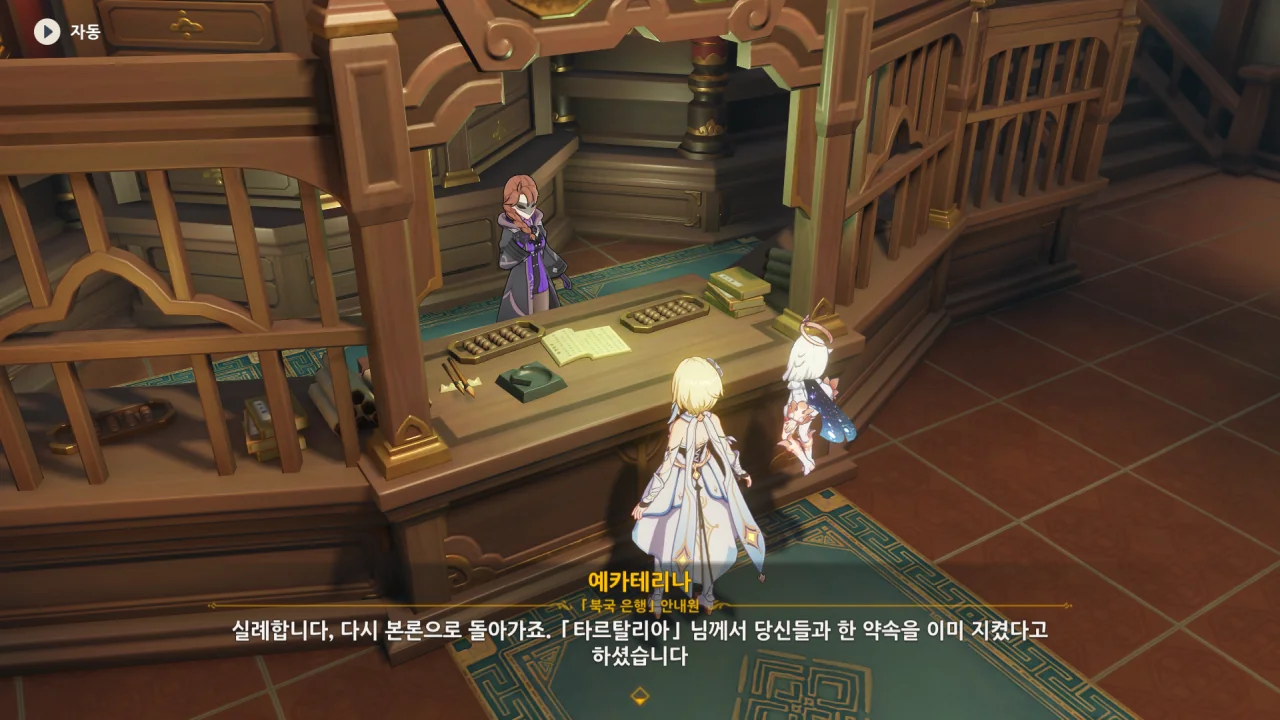 자동
예카테리나
「북국 은행」 안내원
실례합니다, 다시 본론으로 돌아가죠. 「타르탈리아」 님께서 당신들과 한 약속을 이미 지켰다고
하셨습니다